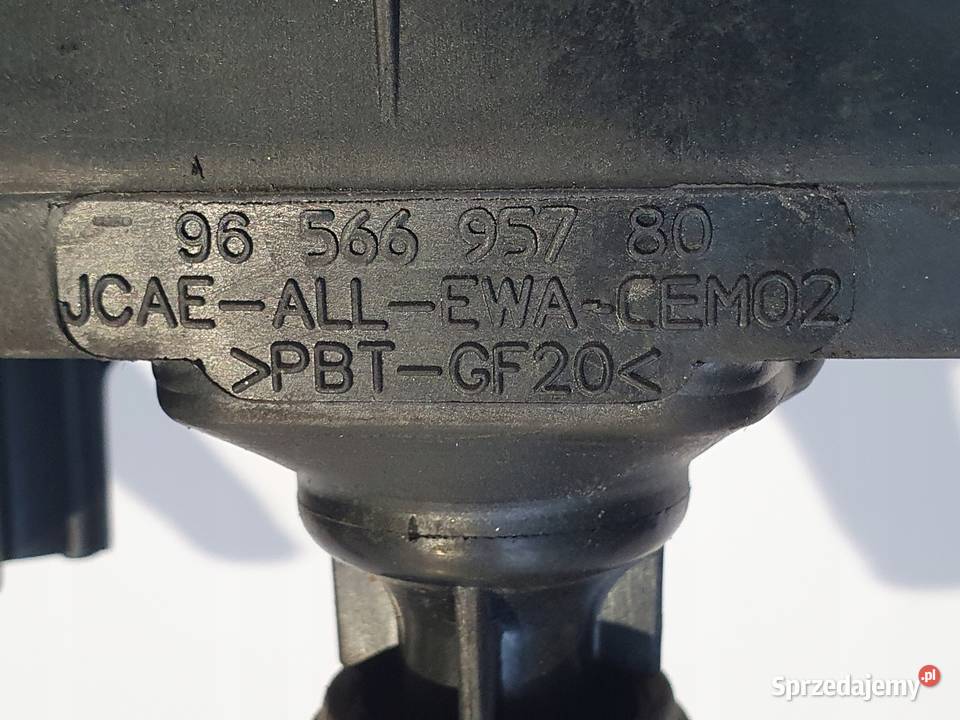 - 96 566 957 80
JCAE-ALL-EWA-CEM02
>PBT-GF20<
Sprzedajemy.pl